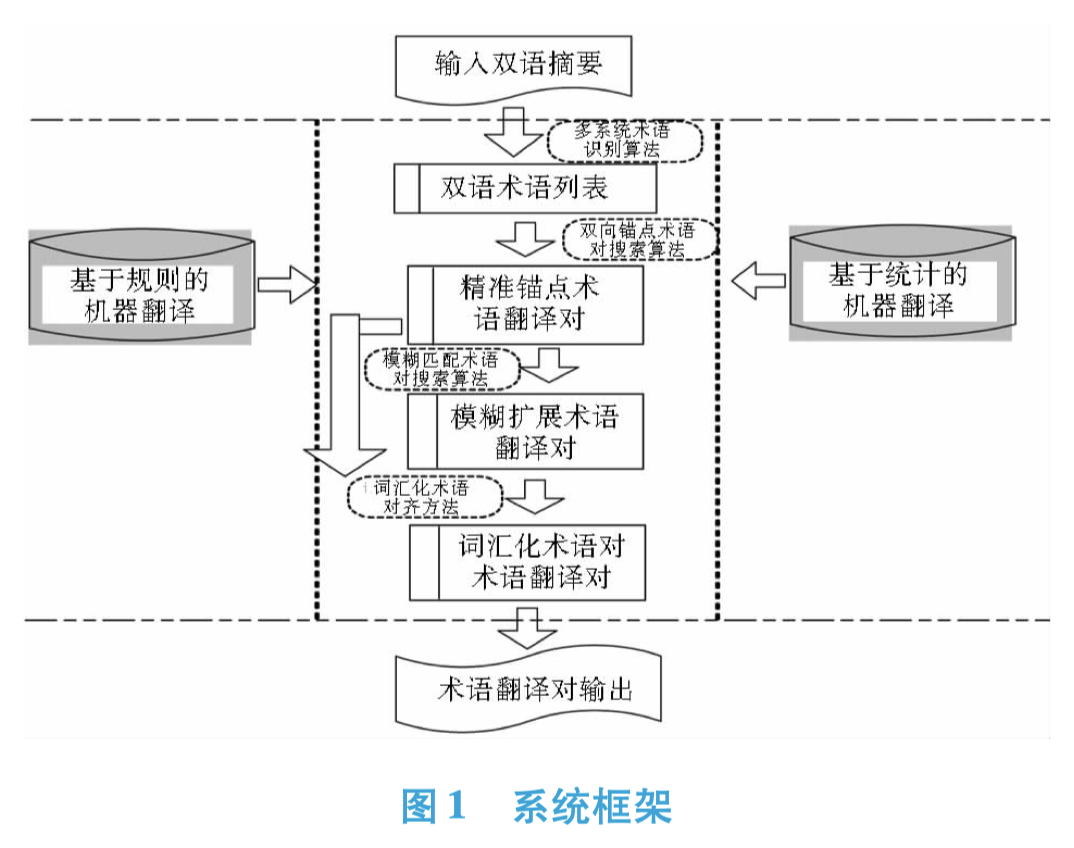 输入双语摘要
多系统术语
识别算法
双语术语列表
双向锚点术语
对搜索算法
基于规则的
机器翻译
精准锚点术
语翻译对
基于统计的
机器翻译
模糊匹配术语
对搜索算法
模糊扩展术语
翻译对
词汇化术语
对齐方法
词汇化术语对
术语翻译对
术语翻译对输出
图1 系统框架